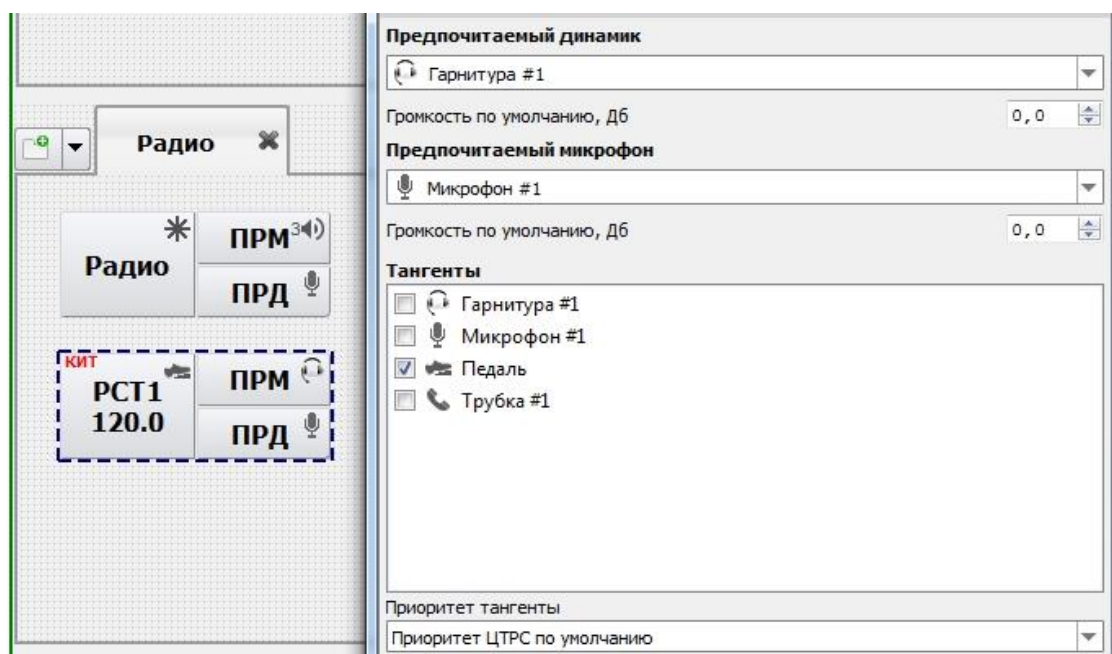 Радио
Радио
ПРМ 3
ПРД
КИТ
РСТ1
120.0
ПРМ
ПРД
Предпочитаемый динамик
Гарнитура #1
Громкость по умолчанию, Дб
0,0
Предпочитаемый микрофон
Микрофон #1
Громкость по умолчанию, Дб
0,0
Тангенты
Гарнитура #1
Микрофон #1
Педаль
Трубка #1
Приоритет тангенты
Приоритет ЦТРС по умолчанию